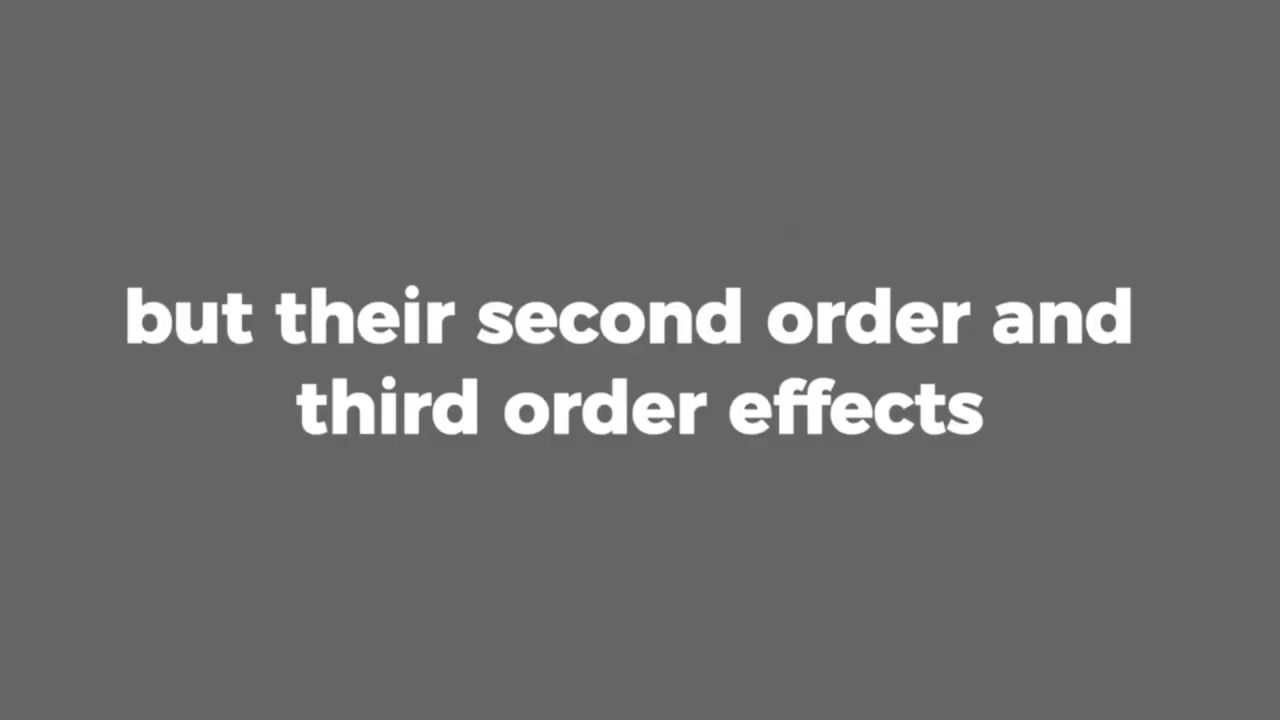 but their second order and
third order effects